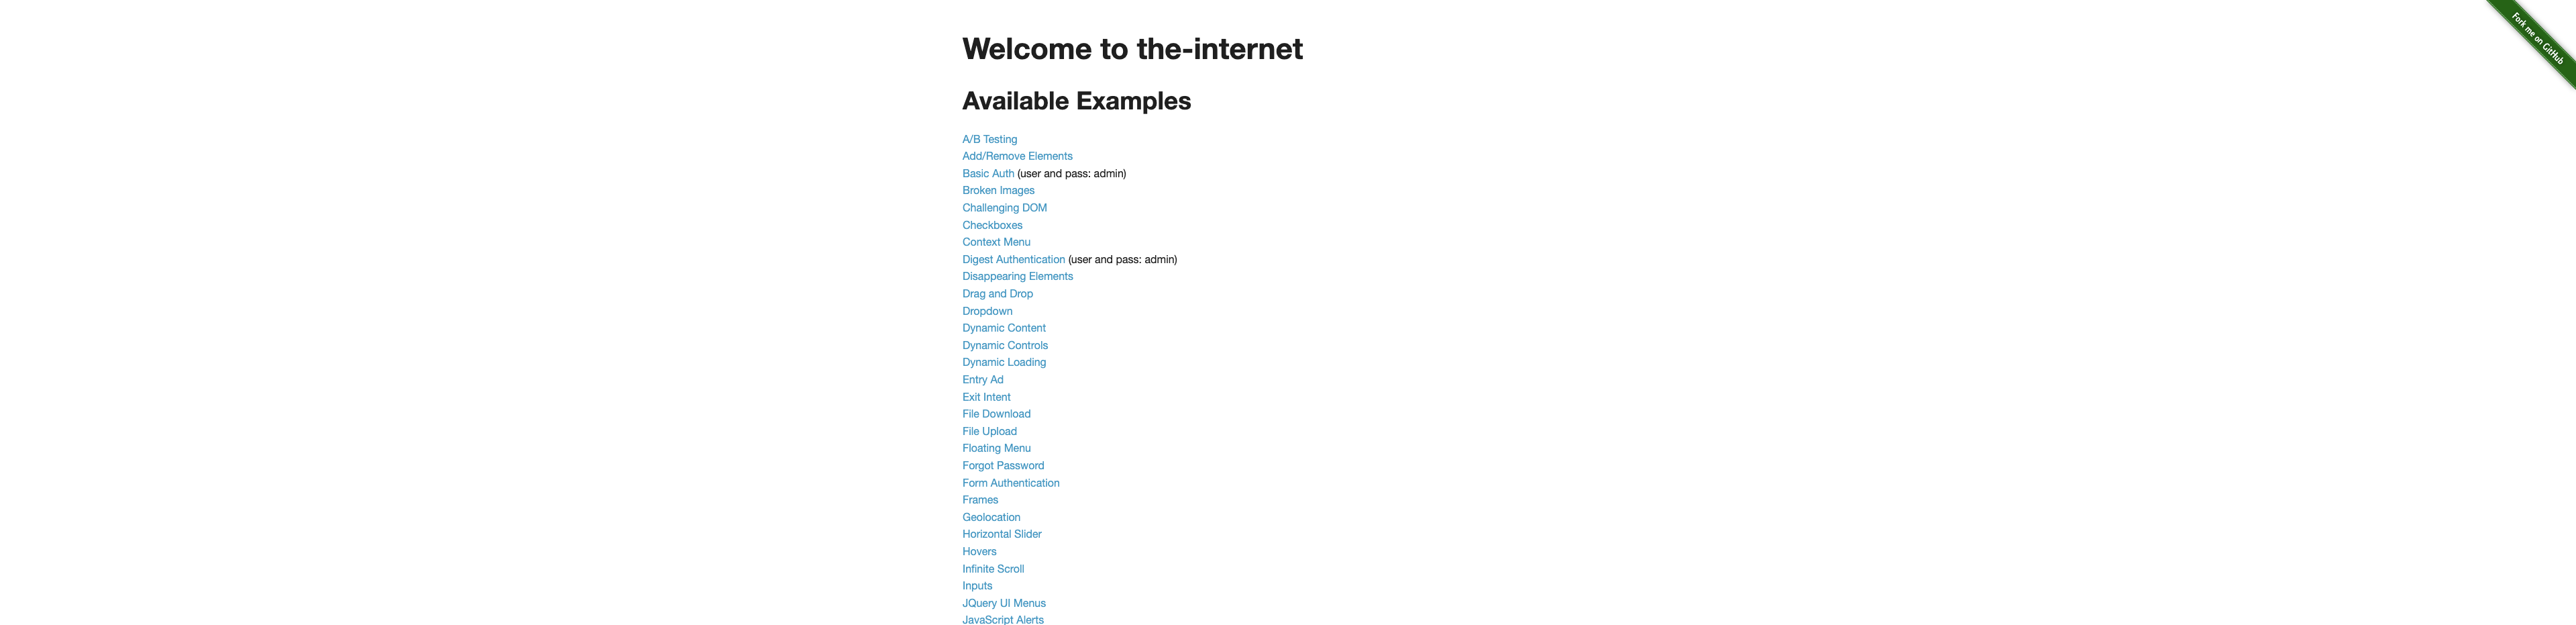 Fork me on GitHub
Welcome to the-internet
Available Examples
A/B Testing
Add/Remove Elements
Basic Auth (user and pass: admin)
Broken Images
Challenging DOM
Checkboxes
Context Menu
Digest Authentication (user and pass: admin)
Disappearing Elements
Drag and Drop
Dropdown
Dynamic Content
Dynamic Controls
Dynamic Loading
Entry Ad
Exit Intent
File Download
File Upload
Floating Menu
Forgot Password
Form Authentication
Frames
Geolocation
Horizontal Slider
Hovers
Infinite Scroll
Inputs
JQuery UI Menus
JavaScript Alerts